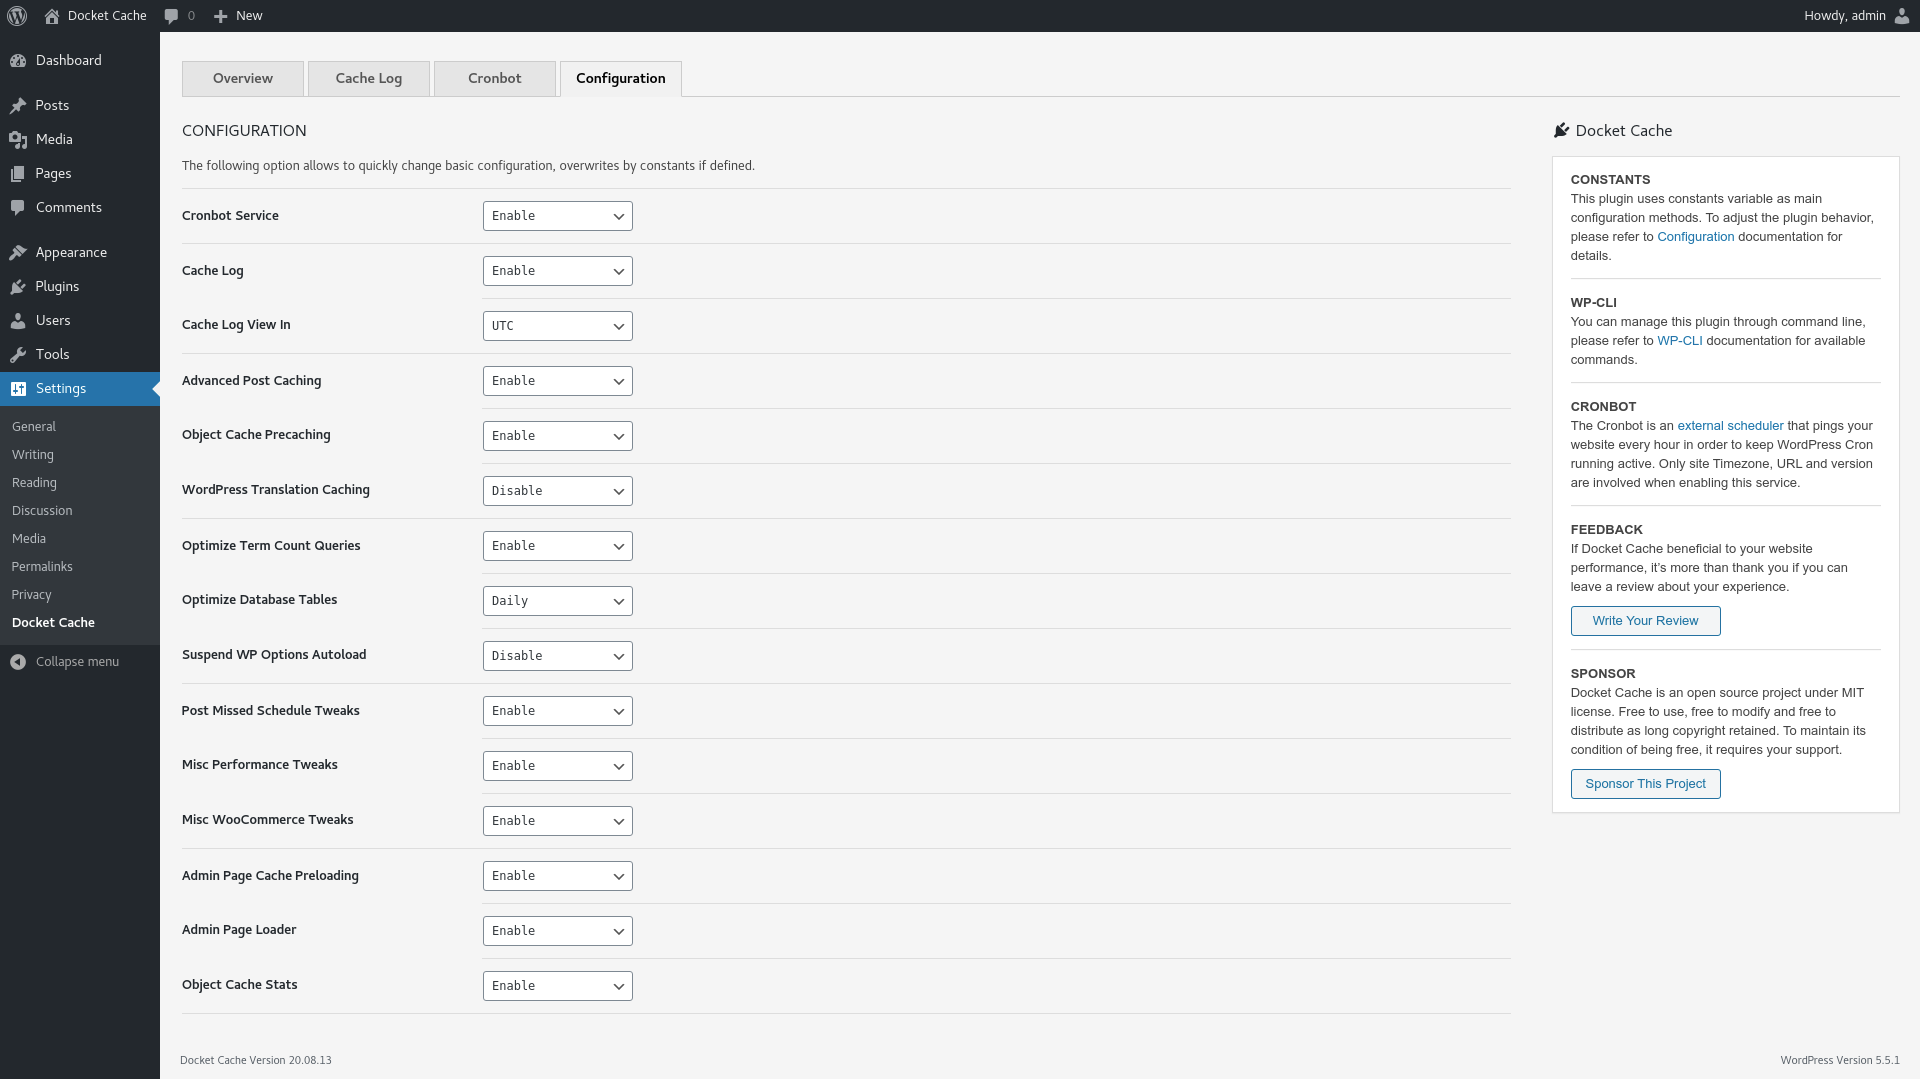 Docket Cache
0
New
Howdy, admin
Dashboard
Posts
Media
Pages
Comments
Appearance
Plugins
Users
Tools
Settings
General
Writing
Reading
Discussion
Media
Permalinks
Privacy
Docket Cache
Collapse menu
Overview
Cache Log
Cronbot
Configuration
CONFIGURATION
The following option allows to quickly change basic configuration, overwrites by constants if defined.
Cronbot Service Enable
Cache Log Enable
Cache Log View In UTC
Advanced Post Caching Enable
Object Cache Precaching Enable
WordPress Translation Caching Disable
Optimize Term Count Queries Enable
Optimize Database Tables Daily
Suspend WP Options Autoload Disable
Post Missed Schedule Tweaks Enable
Misc Performance Tweaks Enable
Misc WooCommerce Tweaks Enable
Admin Page Cache Preloading Enable
Admin Page Loader Enable
Object Cache Stats Enable
Docket Cache
CONSTANTS
This plugin uses constants variable as main
configuration methods. To adjust the plugin behavior,
please refer to Configuration documentation for
details.
WP-CLI
You can manage this plugin through command line,
please refer to WP-CLI documentation for available
commands.
CRONBOT
The Cronbot is an external scheduler that pings your
website every hour in order to keep WordPress Cron
running active. Only site Timezone, URL and version
are involved when enabling this service.
FEEDBACK
If Docket Cache beneficial to your website
performance, it's more than thank you if you can
leave a review about your experience.
Write Your Review
SPONSOR
Docket Cache is an open source project under MIT
license. Free to use, free to modify and free to
distribute as long copyright retained. To maintain its
condition of being free, it requires your support.
Sponsor This Project
Docket Cache Version 20.08.13
WordPress Version 5.5.1